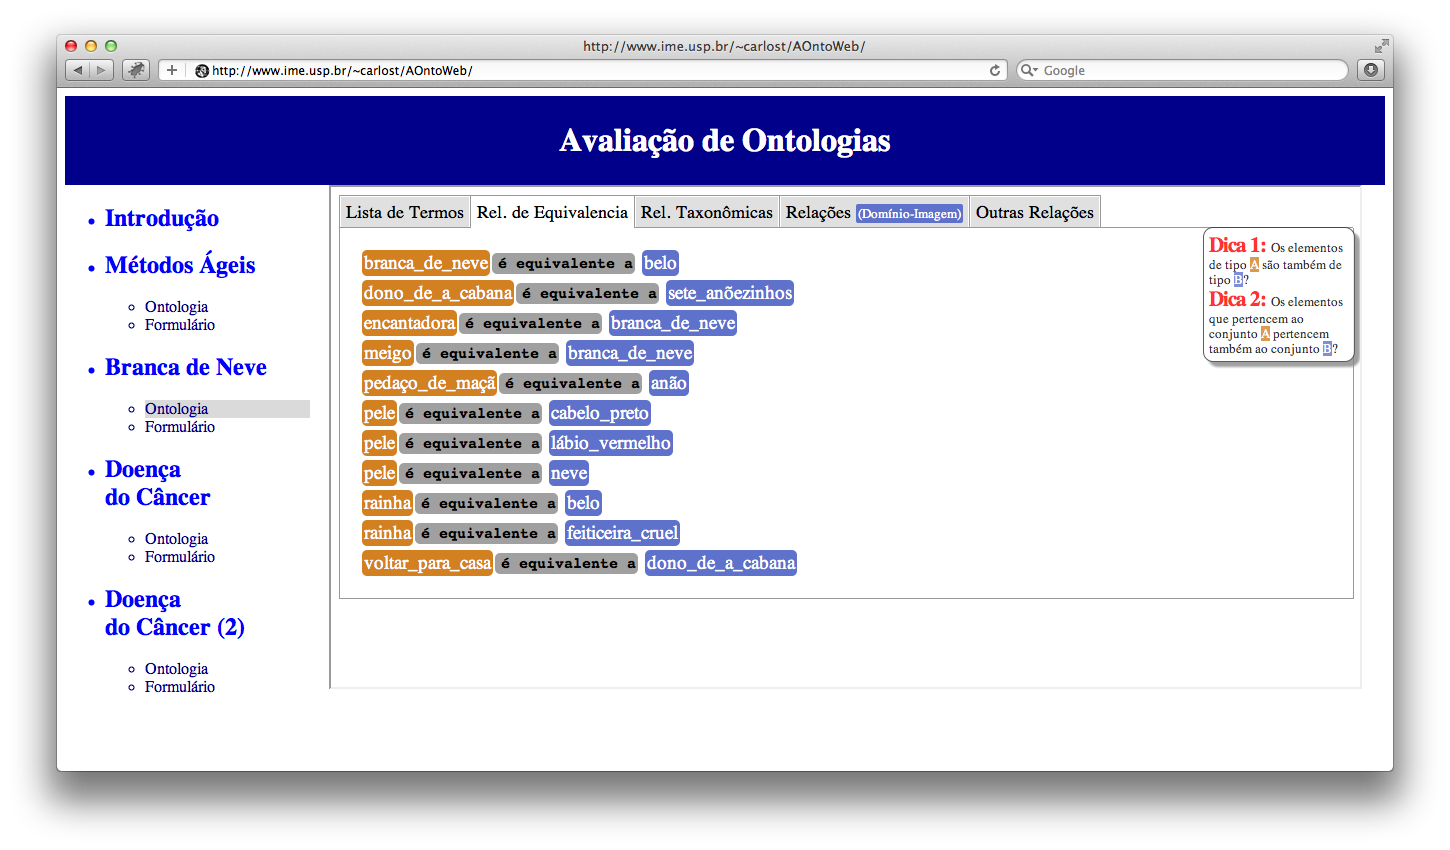 http://www.ime.usp.br/~carlost/AOntoWeb/
http://www.ime.usp.br/~carlost/AOntoWeb/
Google
Avaliação de Ontologias
Introdução
Métodos Ágeis
Ontologia
Formulário
Branca de Neve
Ontologia
Formulário
Doença
do Câncer
Ontologia
Formulário
Doença
do Câncer (2)
Ontologia
Formulário
Lista de Termos Rel. de Equivalencia Rel. Taxonômicas Relações (Domínio-Imagem) Outras Relações
branca_de_neve é equivalente a belo
dono_de_a_cabana é equivalente a sete_anõezinhos
encantadora é equivalente a branca_de_neve
meigo é equivalente a branca_de_neve
pedaço_de_maçã é equivalente a anão
pele é equivalente a cabelo_preto
pele é equivalente a lábio_vermelho
pele é equivalente a neve
rainha é equivalente a belo
rainha é equivalente a feiticeira_cruel
voltar_para_casa é equivalente a dono_de_a_cabana
Dica 1: Os elementos
de tipo A são também de
tipo B?
Dica 2: Os elementos
que pertencem ao
conjunto A pertencem
também ao conjunto B?